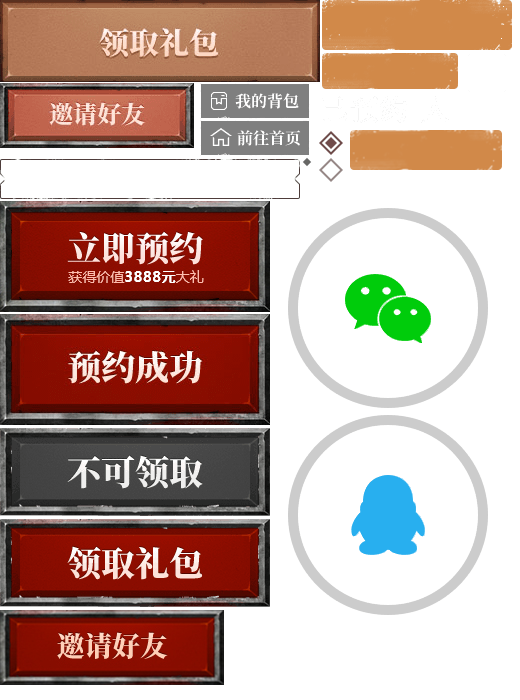 领取礼包
邀请好友
我的背包
前往首页
立即预约
获得价值3888元大礼
预约成功
不可领取
领取礼包
邀请好友